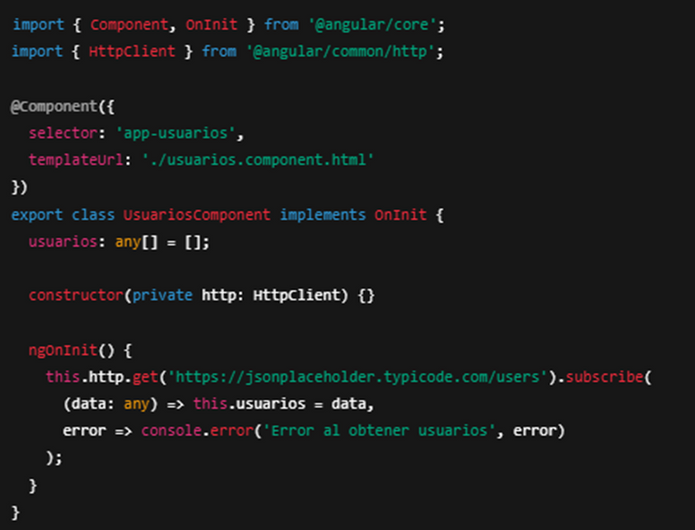 import { Component, OnInit } from '@angular/core';
import { HttpClient } from '@angular/common/http';

@Component({
  selector: 'app-usuarios',
  templateUrl: './usuarios.component.html'
})
export class UsuariosComponent implements OnInit {
  usuarios: any[] = [];

  constructor(private http: HttpClient) {}

  ngOnInit() {
    this.http.get('https://jsonplaceholder.typicode.com/users').subscribe(
      (data: any) => this.usuarios = data,
      error => console.error('Error al obtener usuarios', error)
    );
  }
}